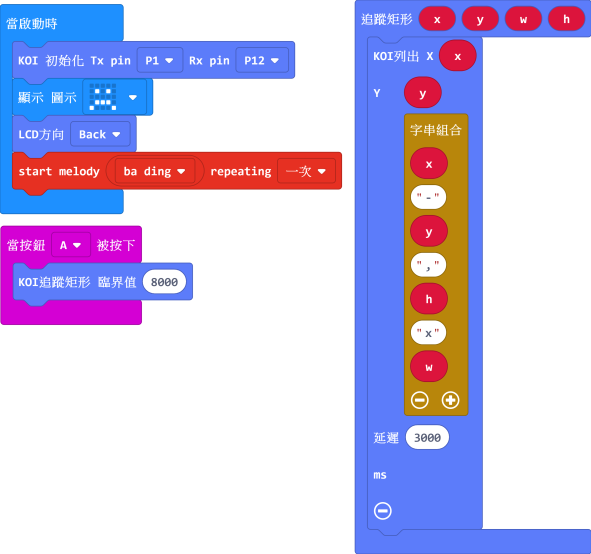 當啟動時
KOI 初始化 Tx pin P1 Rx pin P12
顯示 圖示
LCD方向 Back
start melody ba ding repeating 一次
當按鈕 A 被按下
KOI追蹤矩形 臨界值 8000
追蹤矩形 x y w h
KOI列出 X x
Y y
字串組合
x
"-"
y
","
h
"x"
w
延遲 3000
ms